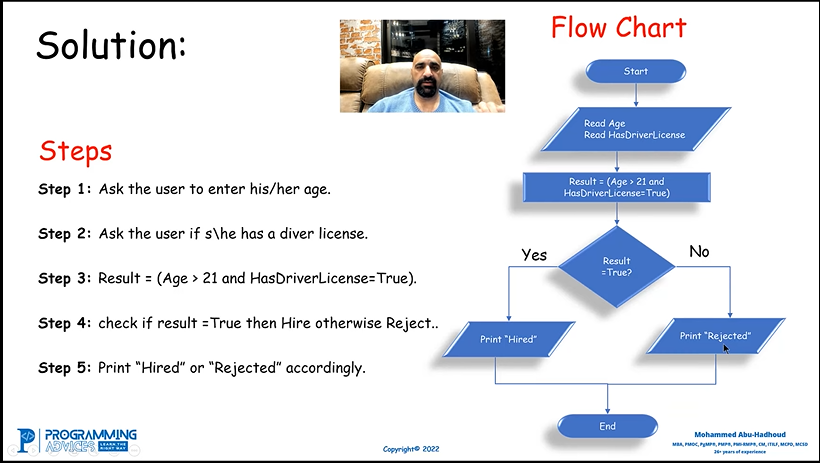 Solution:
Flow Chart
Start
Read Age
Read HasDriverLicense
Result = (Age > 21 and
HasDriverLicense=True)
Result
=True?
Yes
No
Print “Hired”
Print “Rejected”
End
Steps
Step 1: Ask the user to enter his/her age.
Step 2: Ask the user if s\he has a diver license.
Step 3: Result = (Age > 21 and HasDriverLicense=True).
Step 4: check if result =True then Hire otherwise Reject..
Step 5: Print “Hired” or “Rejected” accordingly.
PROGRAMMING
ADVICES LEARN THE
RIGHT WAY
Copyright© 2022
Mohammed Abu-Hadhoud
MBA, PMOC, PgMP®, PMP®, PMI-RMP®, CM, ITILF, MCPD, MCSD
26+ years of experience